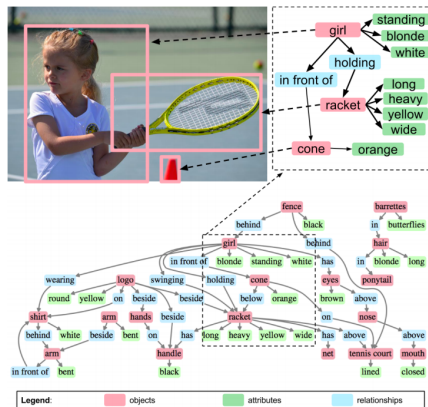 girl
standing
blonde
white
holding
in front of
long
heavy
racket
yellow
wide
cone
orange
fence
barrettes
behind
black
in
butterflies
girl
behind
hair
in front of
blonde
standing
white
has
in
blonde
long
wearing
logo
swinging
holding
cone
eyes
ponytail
round
yellow
on
beside
beside
below
orange
brown
above
shirt
arm
hands
racket
on
nose
behind
white
beside
bent
on
beside
has
long
heavy
yellow
wide
has
above
above
arm
handle
net
tennis court
mouth
in front of
bent
black
lined
closed
Legend:
objects
attributes
relationships